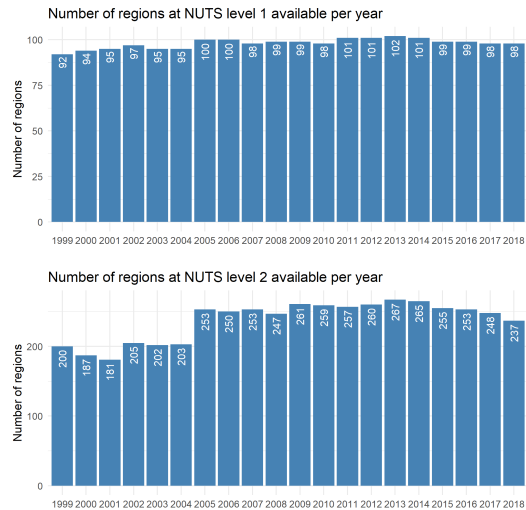 Number of regions at NUTS level 1 available per year
Number of regions
100
75
50
25
0
92 94 95 97 95 95 100 100 98 99 99 98 101 101 102 101 99 99 98 98
1999 2000 2001 2002 2003 2004 2005 2006 2007 2008 2009 2010 2011 2012 2013 2014 2015 2016 2017 2018
Number of regions at NUTS level 2 available per year
Number of regions
200
100
0
200 187 181 205 202 203 253 250 253 247 261 259 257 260 267 265 255 253 248 237
1999 2000 2001 2002 2003 2004 2005 2006 2007 2008 2009 2010 2011 2012 2013 2014 2015 2016 2017 2018